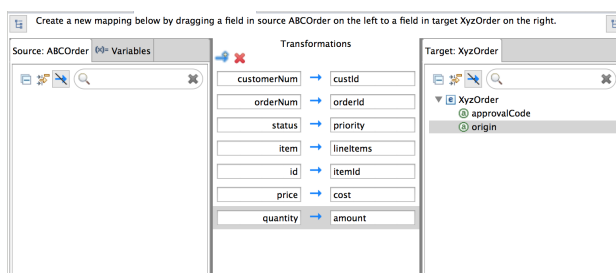 Create a new mapping below by dragging a field in source ABCOrder on the left to a field in target XyzOrder on the right.
Source: ABCOrder (x)= Variables
Transformations
Target: XyzOrder
customerNum custId
orderNum orderId
status priority
item lineItems
id itemId
price cost
quantity amount
e XyzOrder
a approvalCode
a origin